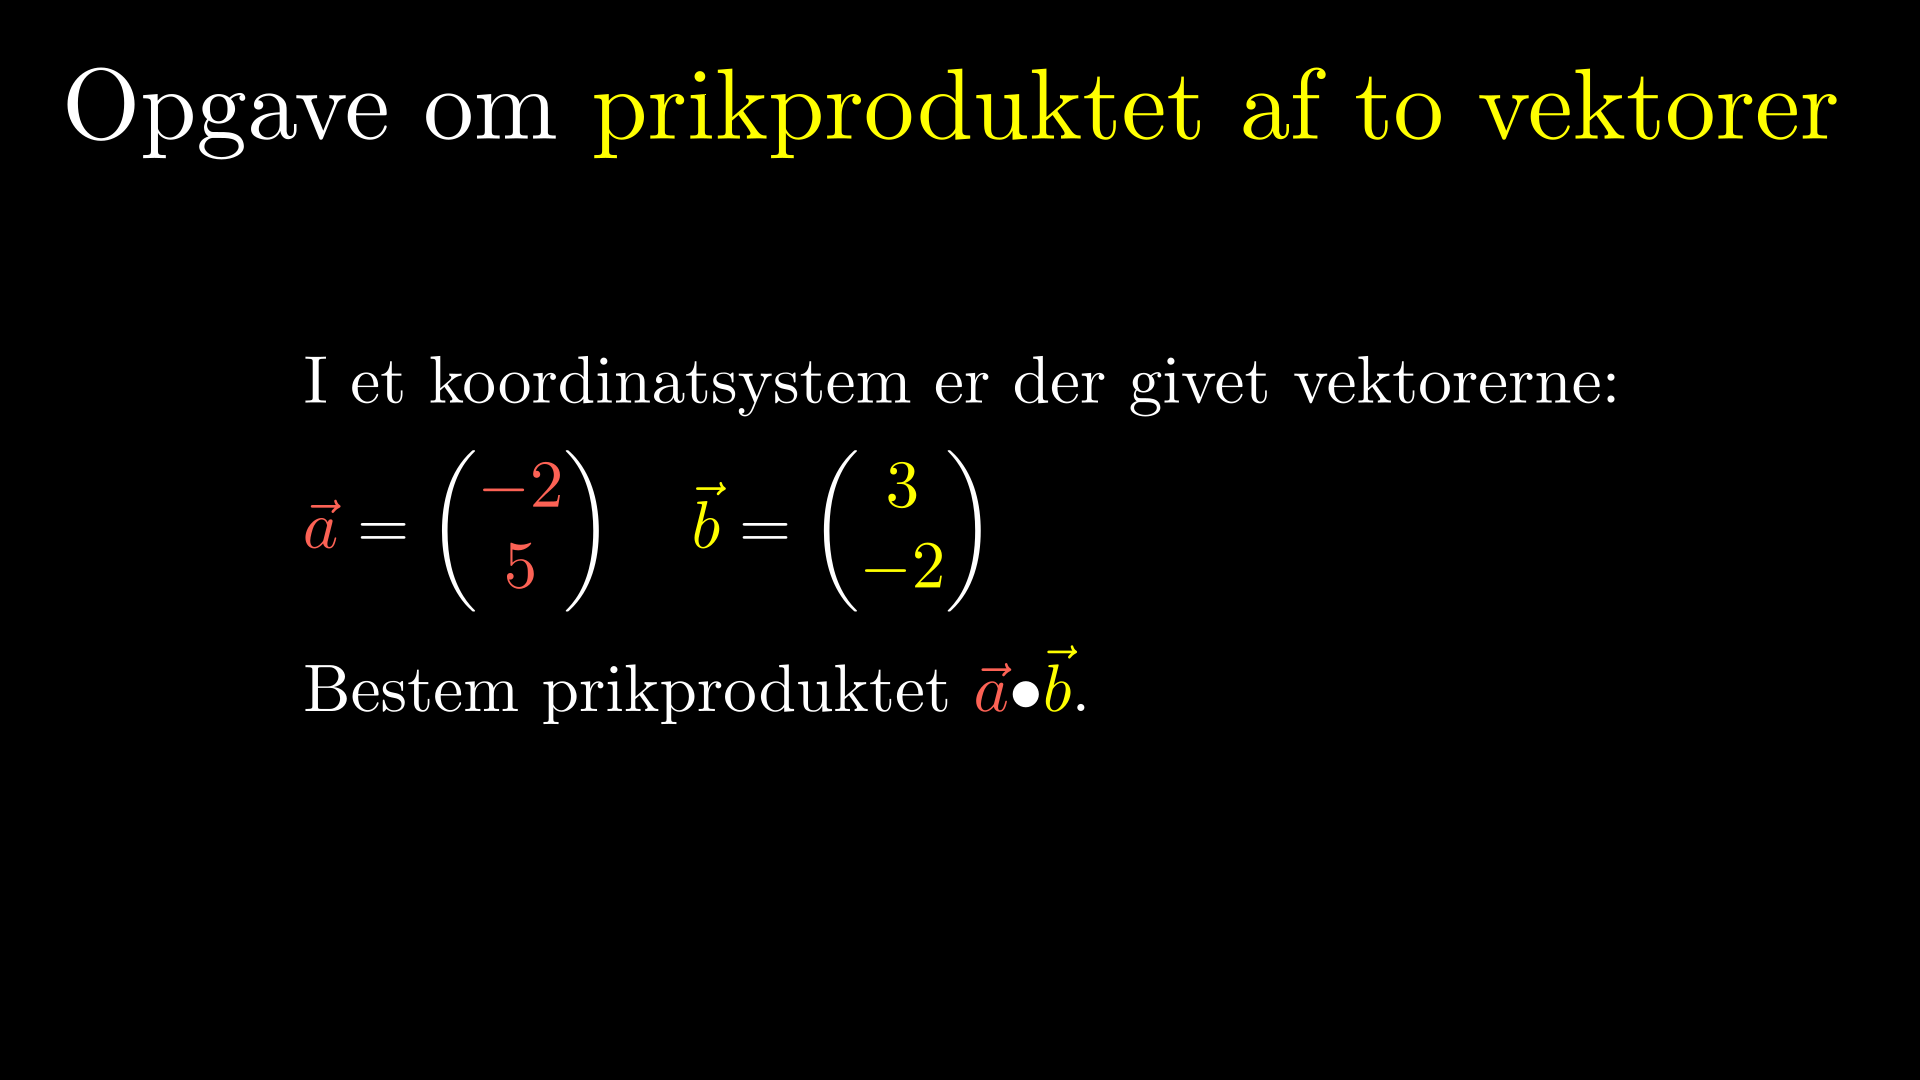 Opgave om prikproduktet af to vektorer
I et koordinatsystem er der givet vektorerne:
$\vec{a} = \begin{pmatrix} -2 \\ 5 \end{pmatrix} \quad \vec{b} = \begin{pmatrix} 3 \\ -2 \end{pmatrix}$
Bestem prikproduktet $\vec{a} \bullet \vec{b}$.